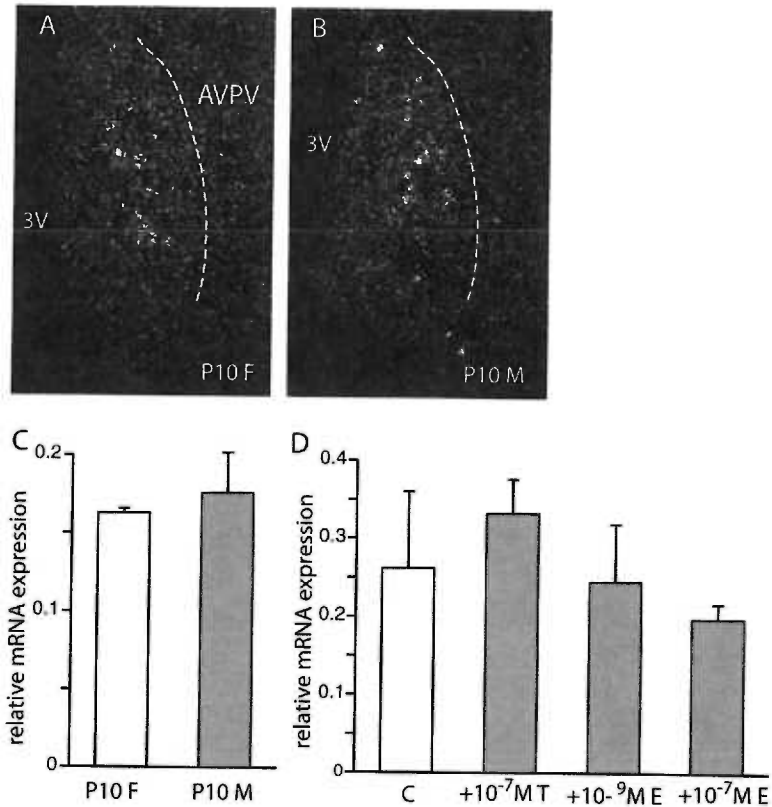 A
B
AVPV
3V
3V
P10 F
P10 M
C
D
relative mRNA expression
0.2
0.1
0
P10 F
P10 M
relative mRNA expression
0.4
0.3
0.2
0.1
0
C
+10⁻⁷M T
+10-⁹M E
+10⁻⁷M E